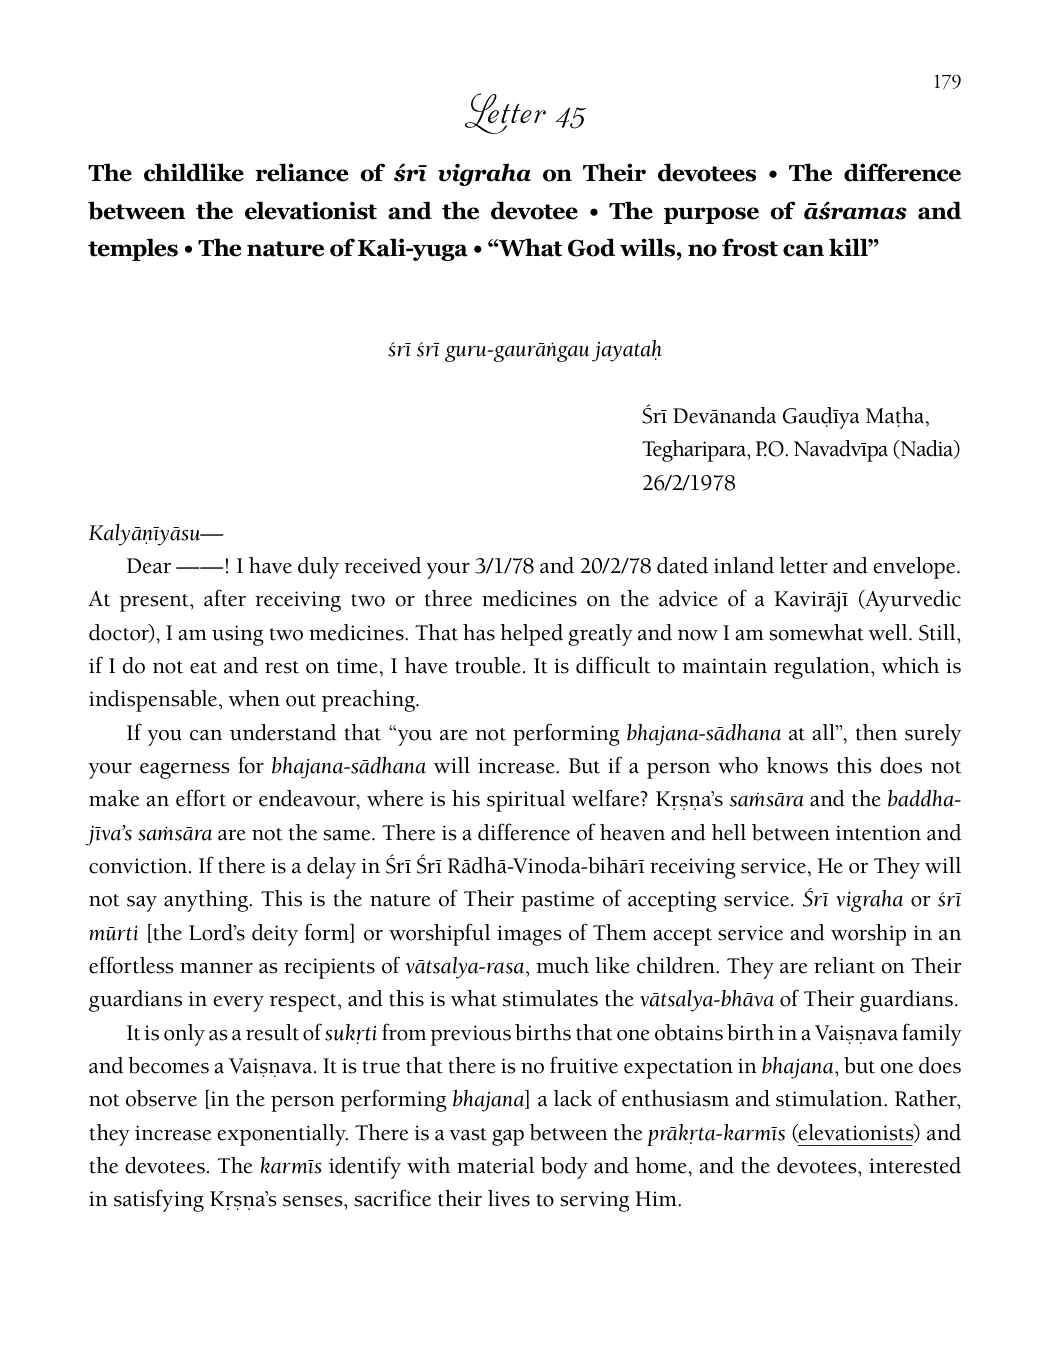 179
Letter 45
The childlike reliance of śrī vigraha on Their devotees • The difference
between the elevationist and the devotee • The purpose of āśramas and
temples • The nature of Kali-yuga • “What God wills, no frost can kill”
śrī śrī guru-gaurāṅgau jayataḥ
Śrī Devānanda Gauḍīya Maṭha,
Tegharipara, P.O. Navadvīpa (Nadia)
26/2/1978
Kalyāṇīyāsu—
Dear ——! I have duly received your 3/1/78 and 20/2/78 dated inland letter and envelope.
At present, after receiving two or three medicines on the advice of a Kavirājī (Ayurvedic
doctor), I am using two medicines. That has helped greatly and now I am somewhat well. Still,
if I do not eat and rest on time, I have trouble. It is difficult to maintain regulation, which is
indispensable, when out preaching.
If you can understand that “you are not performing bhajana-sādhana at all”, then surely
your eagerness for bhajana-sādhana will increase. But if a person who knows this does not
make an effort or endeavour, where is his spiritual welfare? Kṛṣṇa’s saṁsāra and the baddha-
jīva’s saṁsāra are not the same. There is a difference of heaven and hell between intention and
conviction. If there is a delay in Śrī Śrī Rādhā-Vinoda-bihārī receiving service, He or They will
not say anything. This is the nature of Their pastime of accepting service. Śrī vigraha or śrī
mūrti [the Lord’s deity form] or worshipful images of Them accept service and worship in an
effortless manner as recipients of vātsalya-rasa, much like children. They are reliant on Their
guardians in every respect, and this is what stimulates the vātsalya-bhāva of Their guardians.
It is only as a result of sukṛti from previous births that one obtains birth in a Vaiṣṇava family
and becomes a Vaiṣṇava. It is true that there is no fruitive expectation in bhajana, but one does
not observe [in the person performing bhajana] a lack of enthusiasm and stimulation. Rather,
they increase exponentially. There is a vast gap between the prākṛta-karmīs (elevationists) and
the devotees. The karmīs identify with material body and home, and the devotees, interested
in satisfying Kṛṣṇa’s senses, sacrifice their lives to serving Him.